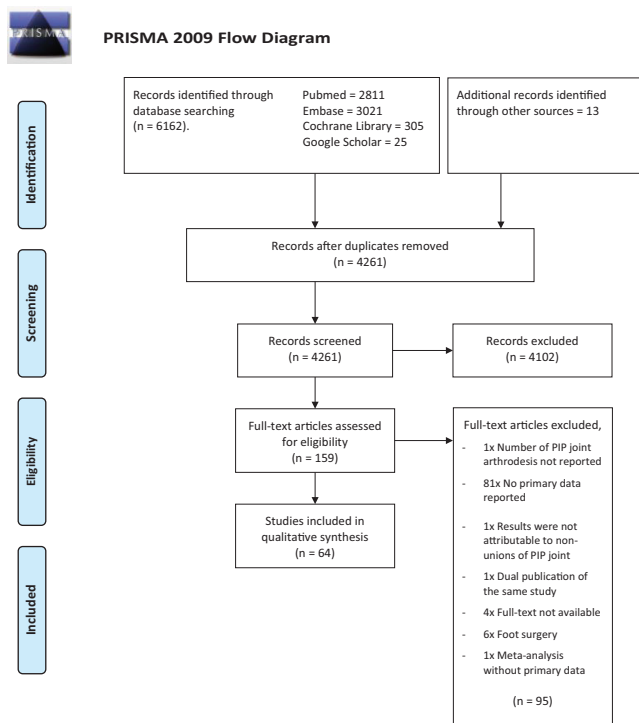 PRISMA
PRISMA 2009 Flow Diagram
Identification
Records identified through
database searching
(n = 6162).
Pubmed = 2811
Embase = 3021
Cochrane Library = 305
Google Scholar = 25
Additional records identified
through other sources = 13
Records after duplicates removed
(n = 4261)
Screening
Records screened
(n = 4261)
Records excluded
(n = 4102)
Eligibility
Full-text articles assessed
for eligibility
(n = 159)
Full-text articles excluded,
- 1x Number of PIP joint
arthrodesis not reported
- 81x No primary data
reported
- 1x Results were not
attributable to non-
unions of PIP joint
- 1x Dual publication of
the same study
- 4x Full-text not available
- 6x Foot surgery
- 1x Meta-analysis
without primary data
(n = 95)
Included
Studies included in
qualitative synthesis
(n = 64)